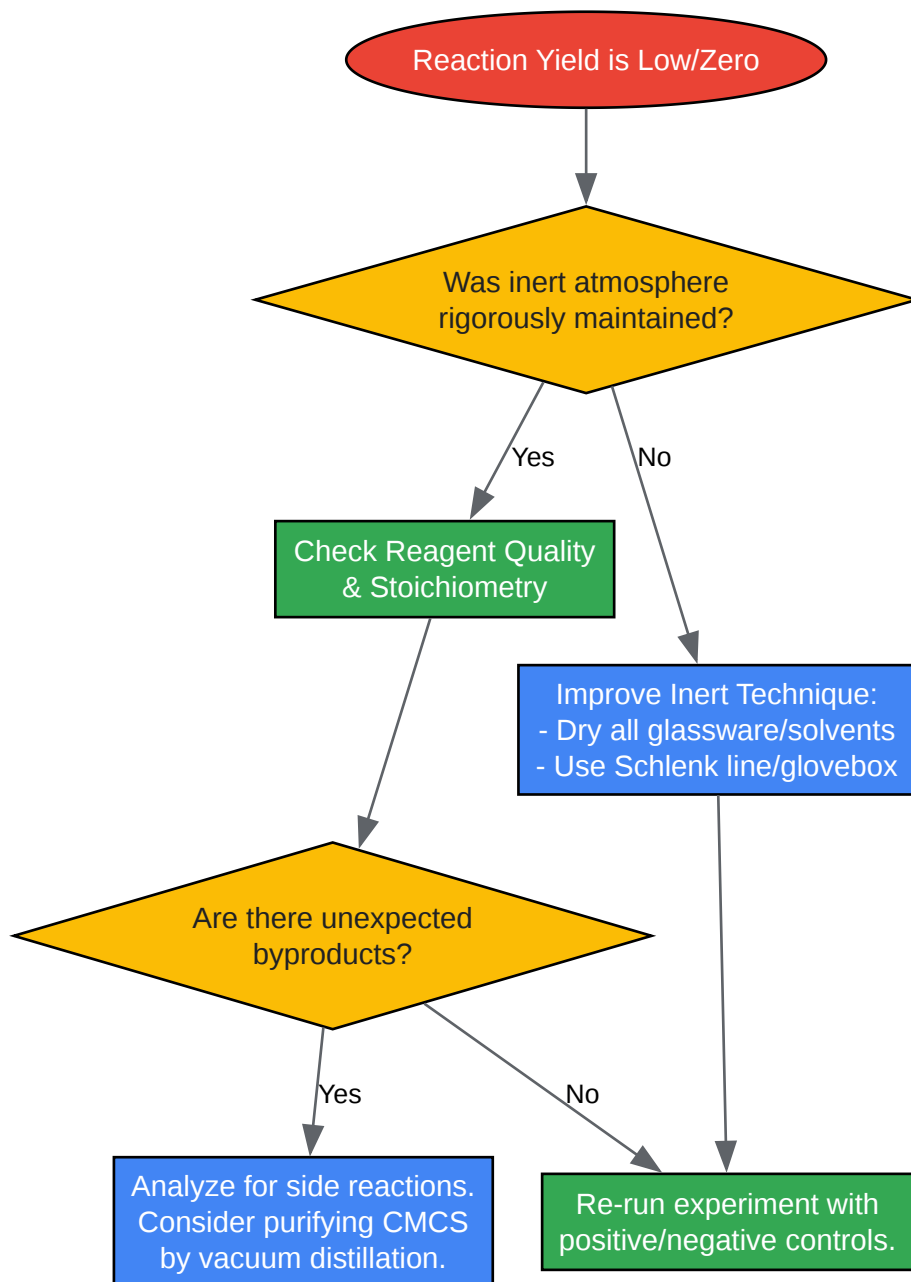 Reaction Yield is Low/Zero
Was inert atmosphere
rigorously maintained?
Yes
No
Check Reagent Quality
& Stoichiometry
Improve Inert Technique:
- Dry all glassware/solvents
- Use Schlenk line/glovebox
Are there unexpected
byproducts?
Yes
No
Analyze for side reactions.
Consider purifying CMCS
by vacuum distillation.
Re-run experiment with
positive/negative controls.